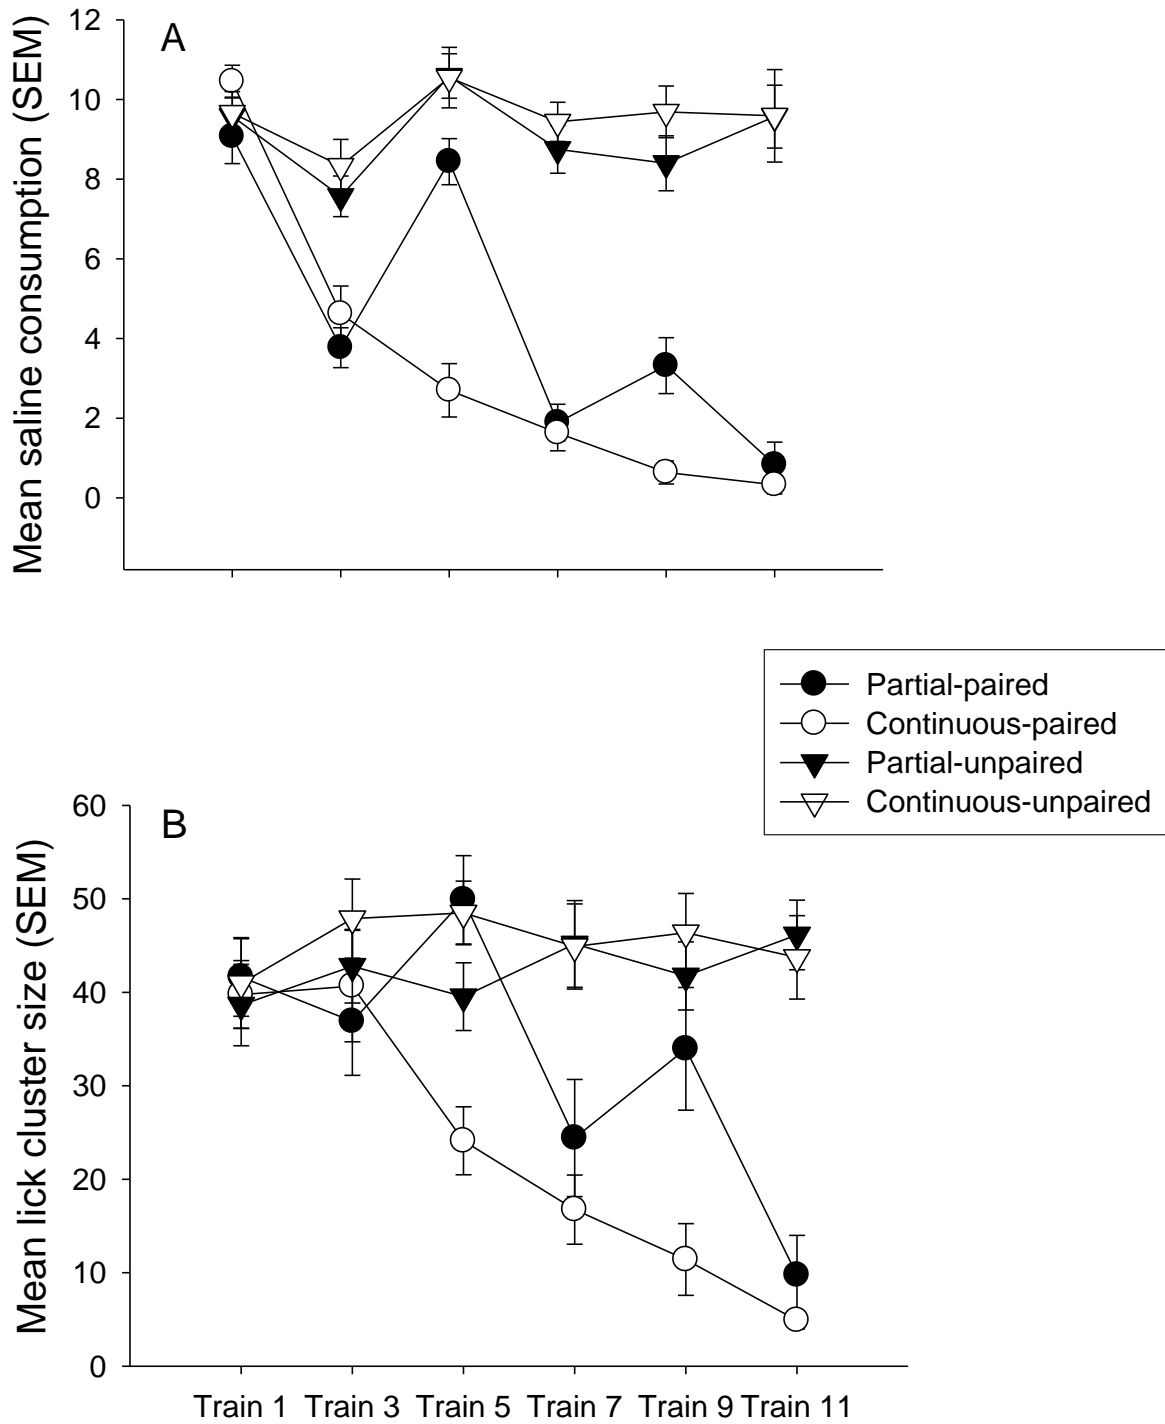 Mean saline consumption (SEM)
A
12
10
8
6
4
2
0
Partial-paired
Continuous-paired
Partial-unpaired
Continuous-unpaired
Mean lick cluster size (SEM)
B
60
50
40
30
20
10
0
Train 1 Train 3 Train 5 Train 7 Train 9 Train 11